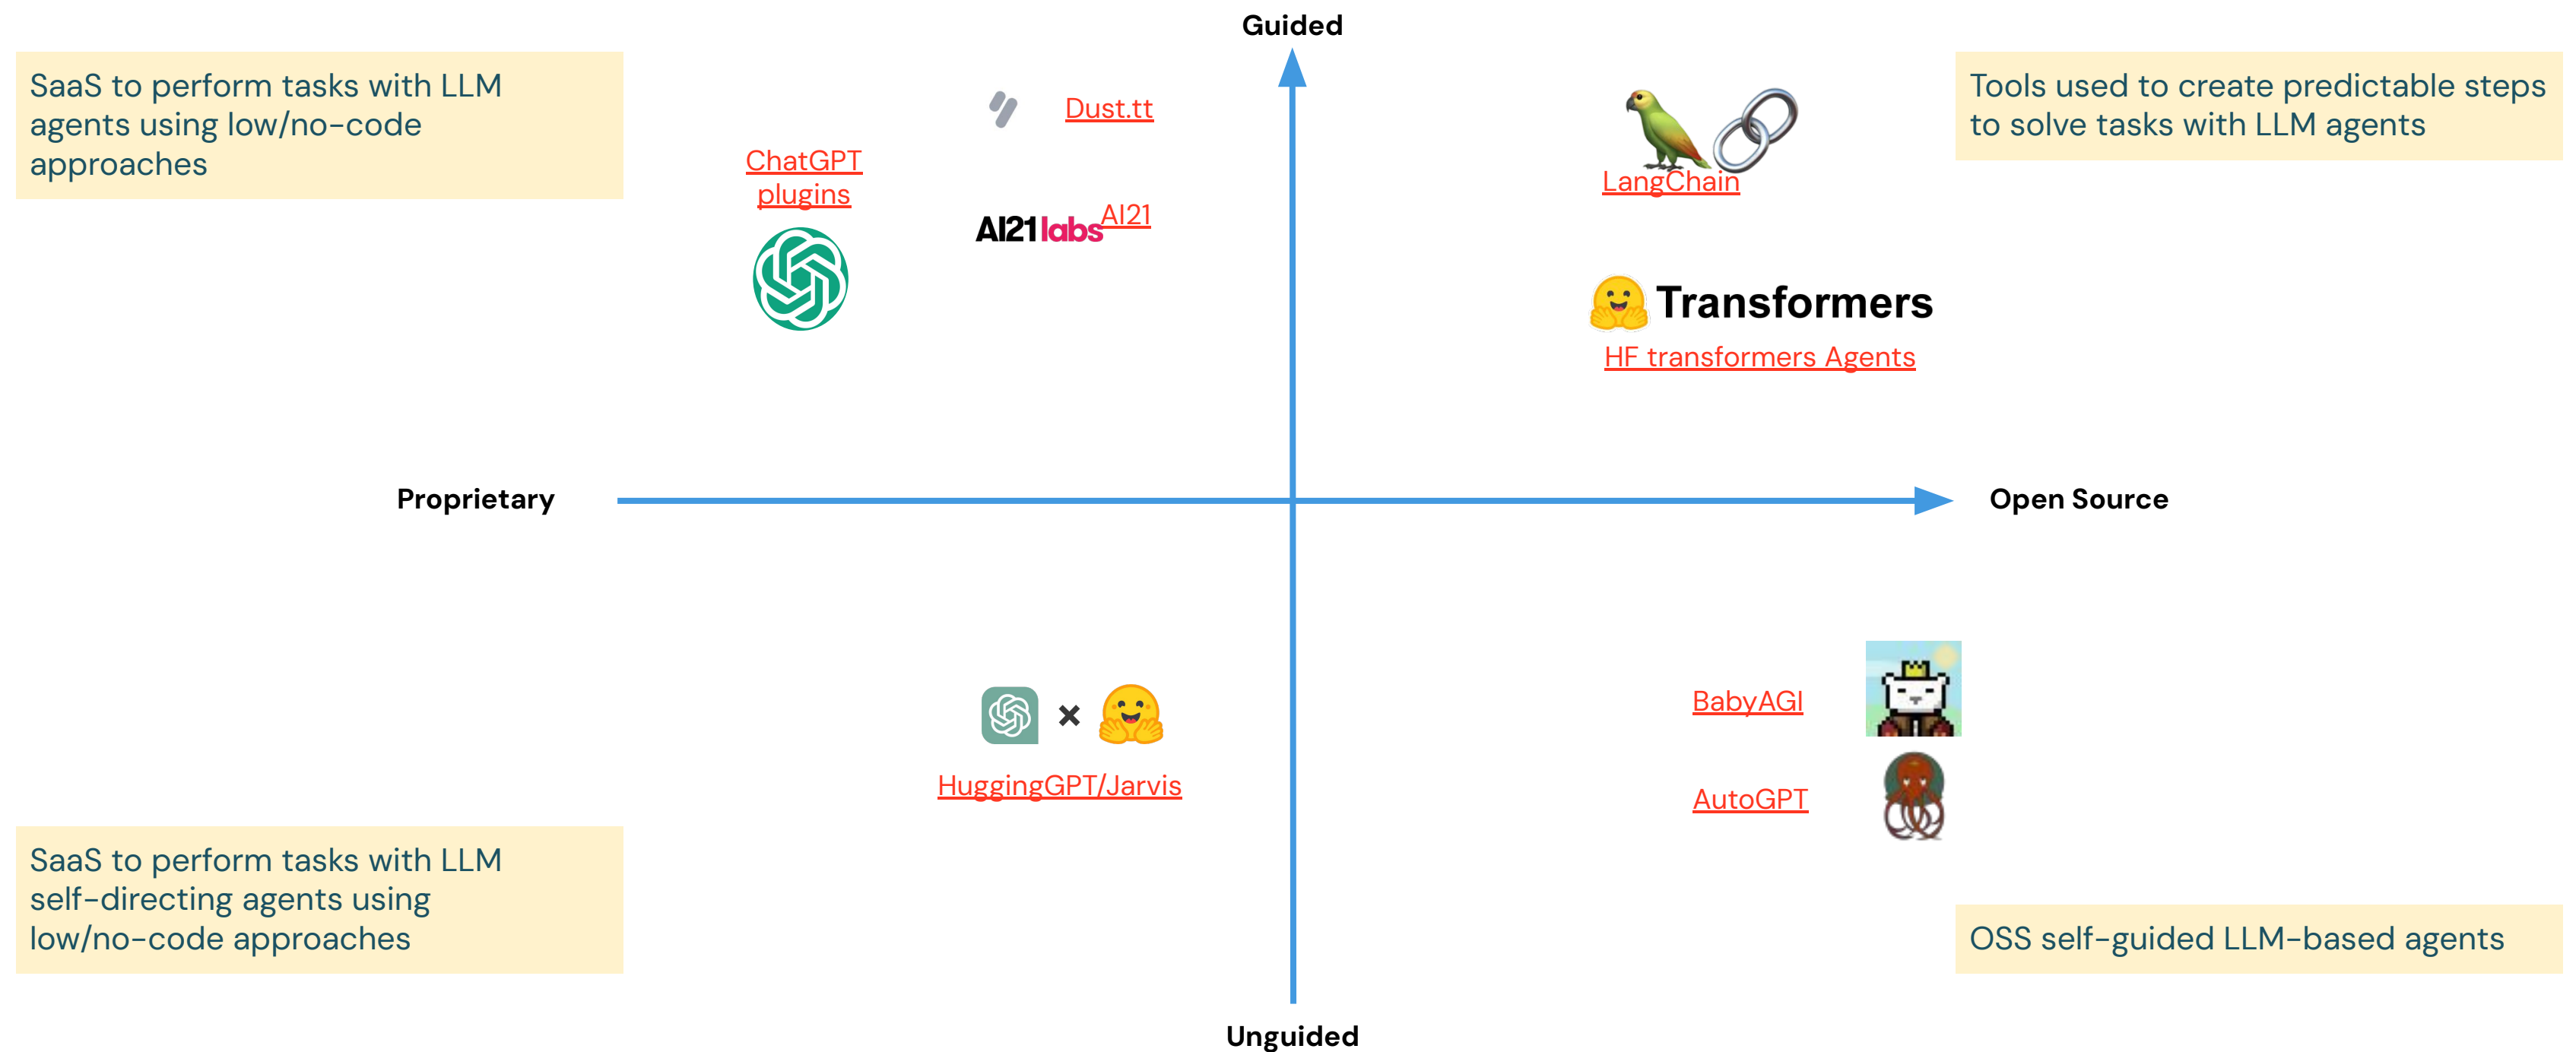 Guided
SaaS to perform tasks with LLM
agents using low/no-code
approaches
Dust.tt
ChatGPT
plugins
AI21labs
AI21
LangChain
Tools used to create predictable steps
to solve tasks with LLM agents
Transformers
HF transformers Agents
Proprietary
Open Source
BabyAGI
HuggingGPT/Jarvis
AutoGPT
SaaS to perform tasks with LLM
self-directing agents using
low/no-code approaches
OSS self-guided LLM-based agents
Unguided